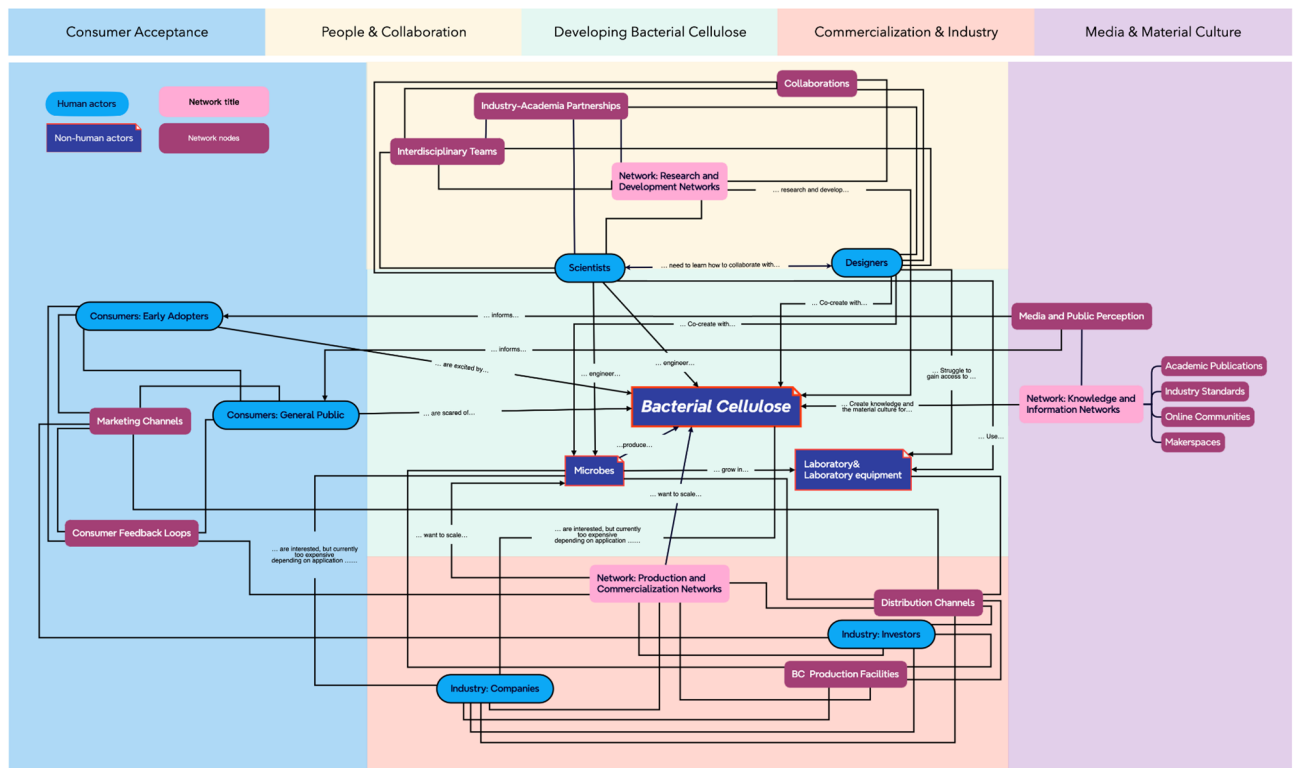 Consumer Acceptance
People & Collaboration
Developing Bacterial Cellulose
Commercialization & Industry
Media & Material Culture
Human actors
Network title
Non-human actors
Network nodes
Collaborations
Industry-Academia Partnerships
Interdisciplinary Teams
Network: Research and
Development Networks
... research and develop...
Scientists
... need to learn how to collaborate with...
Designers
... Co-create with...
Consumers: Early Adopters
... informs...
... Co-create with...
Media and Public Perception
... informs...
... are excited by...
... engineer...
... engineer...
... Struggle to
gain access to ...
Academic Publications
Industry Standards
Online Communities
Makerspaces
Network: Knowledge and
Information Networks
Bacterial Cellulose
... Create knowledge and
the material culture for...
Consumers: General Public
... are scared of...
Marketing Channels
...produce...
... Use...
Microbes
... grow in...
Laboratory&
Laboratory equipment
... want to scale...
Consumer Feedback Loops
... want to scale...
... are interested, but currently
too expensive
depending on application ......
... are interested, but currently
too expensive
depending on application ......
Network: Production and
Commercialization Networks
Distribution Channels
Industry: Investors
BC Production Facilities
Industry: Companies